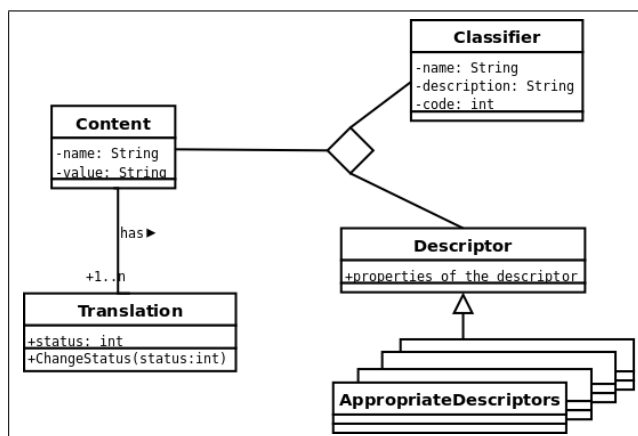 Classifier
-name: String
-description: String
-code: int
Content
-name: String
-value: String
has▶
+1..n
Translation
+status: int
+ChangeStatus(status:int)
Descriptor
+properties of the descriptor
AppropriateDescriptors